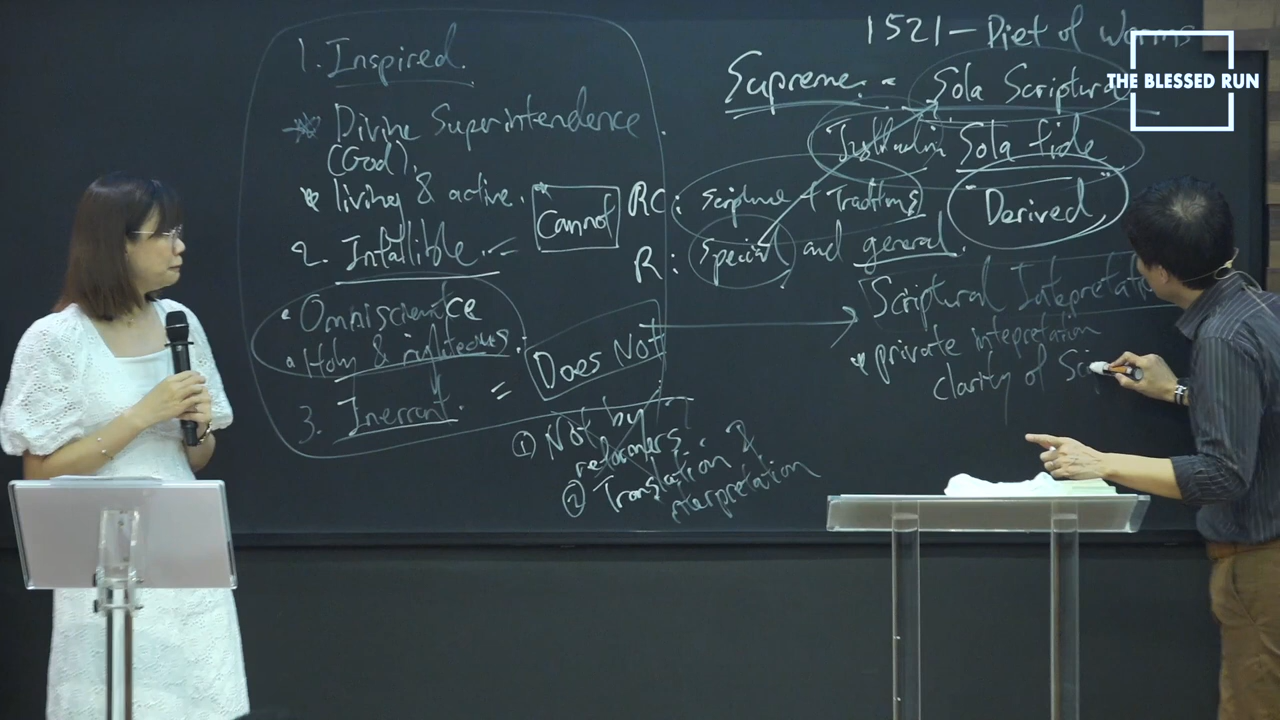 1. Inspired.
* Divine Superintendence.
(God).
* living & active.
2. Infallible. =
• Omniscience
• Holy & righteous.
3. Inerrant. =
Cannot
Does Not
① Not by
reformers.
② Translation &
interpretation
1521 - Diet of Worms
Supreme. = Sola Scriptura
Justification Sola fide
RC: Scripture + Traditions
"Derived"
R: Special and general.
Scriptural Intepretation
* private intepretation
clarity of Sc
THE BLESSED RUN